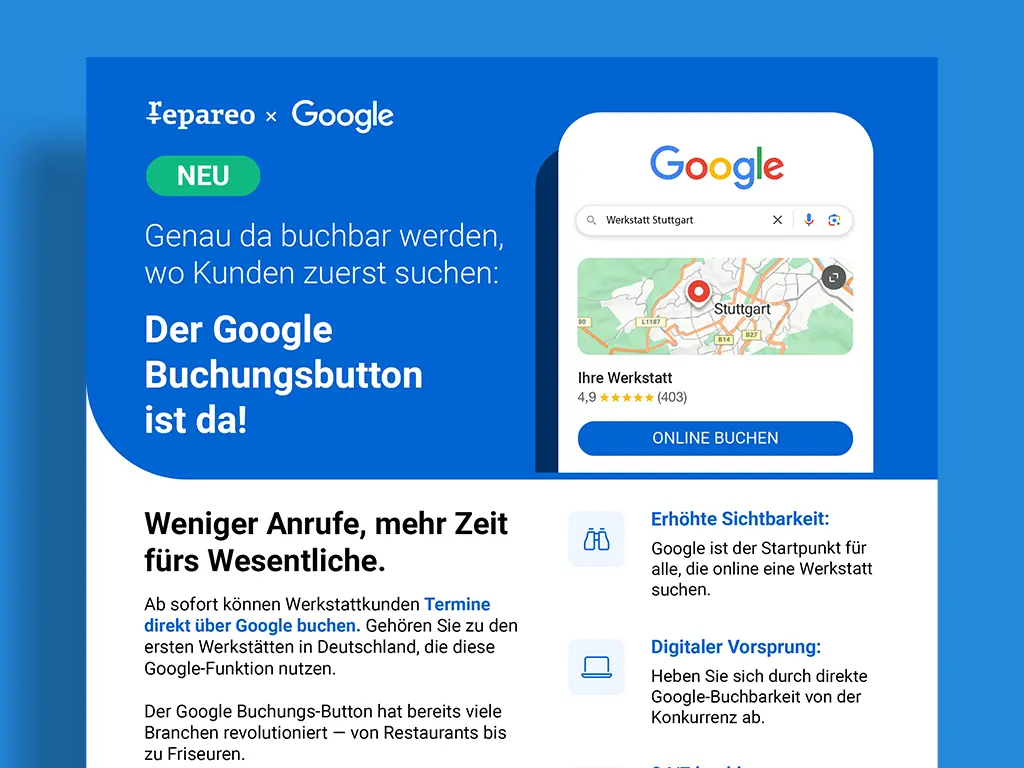 repareo × Google
NEU
Genau da buchbar werden,
wo Kunden zuerst suchen:
Der Google
Buchungsbutton
ist da!
Google
Werkstatt Stuttgart
Stuttgart
80
L1187
B14
B27
Ihre Werkstatt
4,9 ★★★★★ (403)
ONLINE BUCHEN
Weniger Anrufe, mehr Zeit
fürs Wesentliche.
Ab sofort können Werkstattkunden Termine
direkt über Google buchen. Gehören Sie zu den
ersten Werkstätten in Deutschland, die diese
Google-Funktion nutzen.
Der Google Buchungs-Button hat bereits viele
Branchen revolutioniert — von Restaurants bis
zu Friseuren.
Erhöhte Sichtbarkeit:
Google ist der Startpunkt für
alle, die online eine Werkstatt
suchen.
Digitaler Vorsprung:
Heben Sie sich durch direkte
Google-Buchbarkeit von der
Konkurrenz ab.